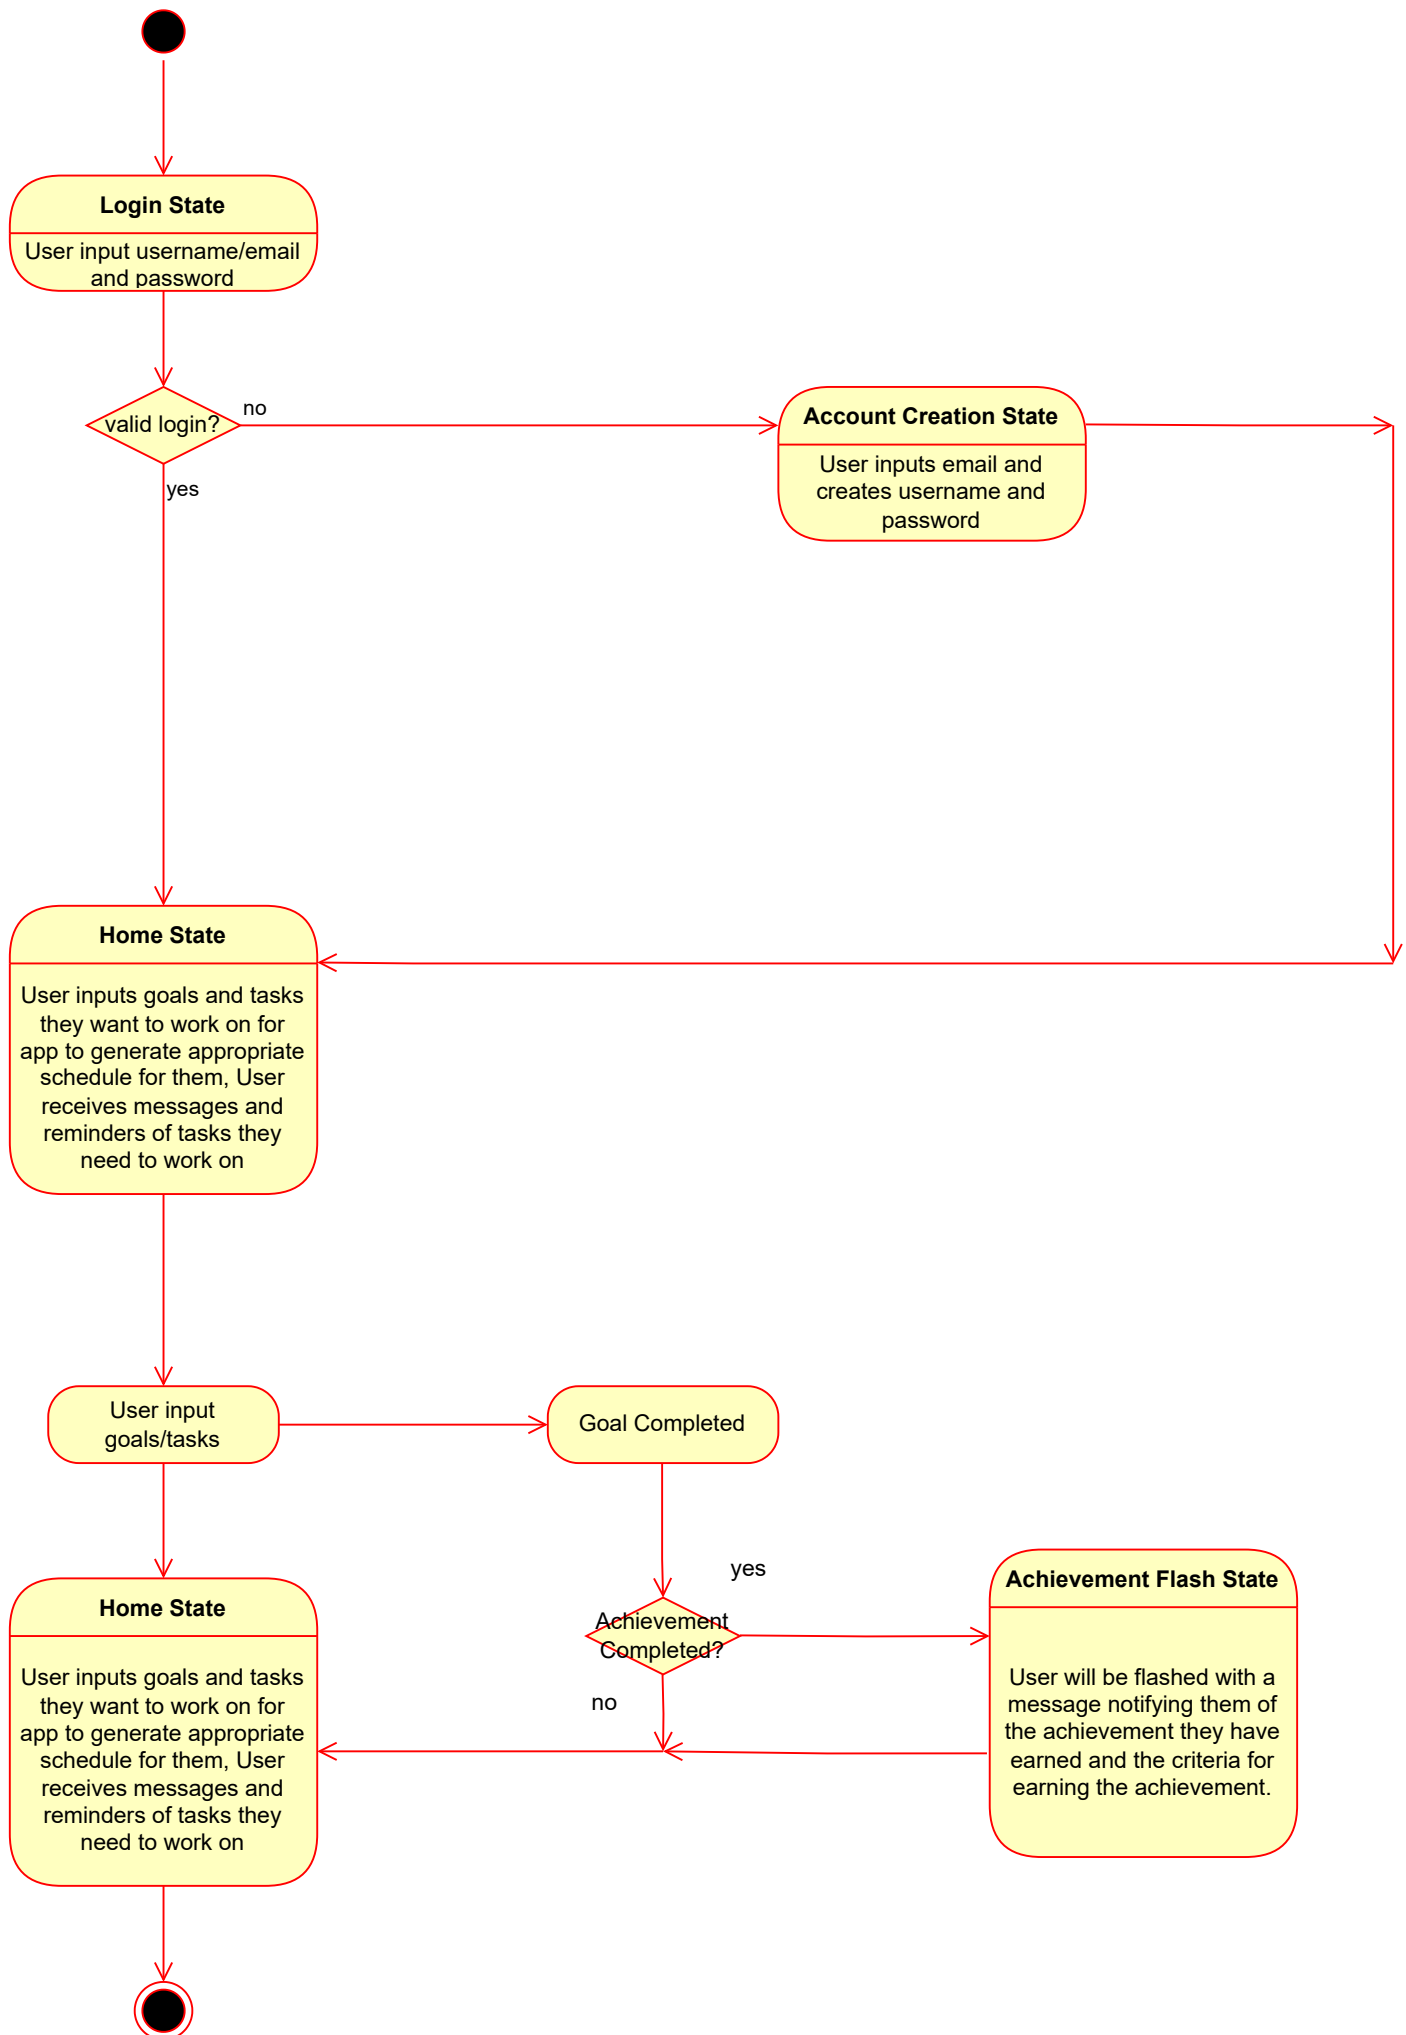 Login State
User input username/email
and password
valid login?
no
yes
Account Creation State
User inputs email and
creates username and
password
Home State
User inputs goals and tasks
they want to work on for
app to generate appropriate
schedule for them, User
receives messages and
reminders of tasks they
need to work on
User input
goals/tasks
Goal Completed
yes
Achievement
Completed?
no
Achievement Flash State
User will be flashed with a
message notifying them of
the achievement they have
earned and the criteria for
earning the achievement.
Home State
User inputs goals and tasks
they want to work on for
app to generate appropriate
schedule for them, User
receives messages and
reminders of tasks they
need to work on